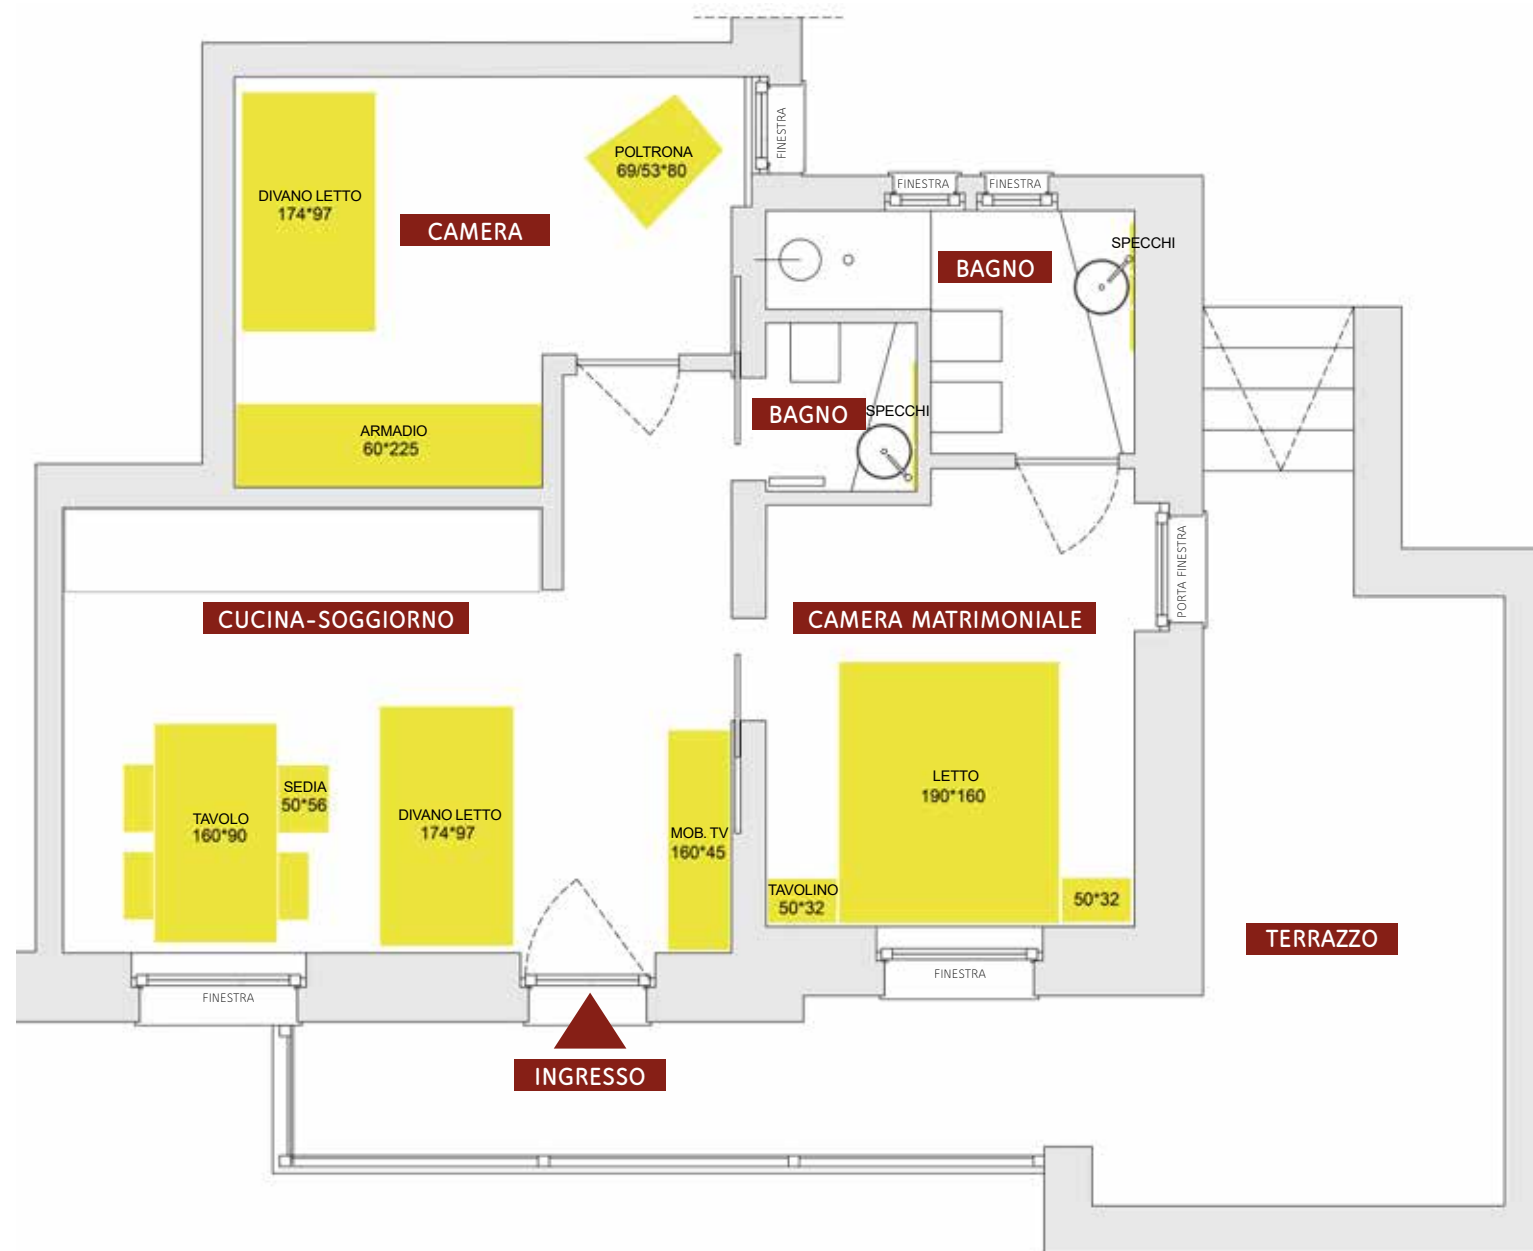 FINESTRA
POLTRONA
69/53*80
DIVANO LETTO
174*97
CAMERA
FINESTRA
FINESTRA
SPECCHI
BAGNO
BAGNO
SPECCHI
ARMADIO
60*225
PORTA FINESTRA
CUCINA-SOGGIORNO
CAMERA MATRIMONIALE
SEDIA
50*56
TAVOLO
160*90
DIVANO LETTO
174*97
MOB. TV
160*45
LETTO
190*160
TAVOLINO
50*32
50*32
TERRAZZO
FINESTRA
FINESTRA
INGRESSO